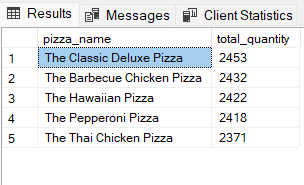 Results Messages Client Statistics
pizza_name total_quantity
1 The Classic Deluxe Pizza 2453
2 The Barbecue Chicken Pizza 2432
3 The Hawaiian Pizza 2422
4 The Pepperoni Pizza 2418
5 The Thai Chicken Pizza 2371